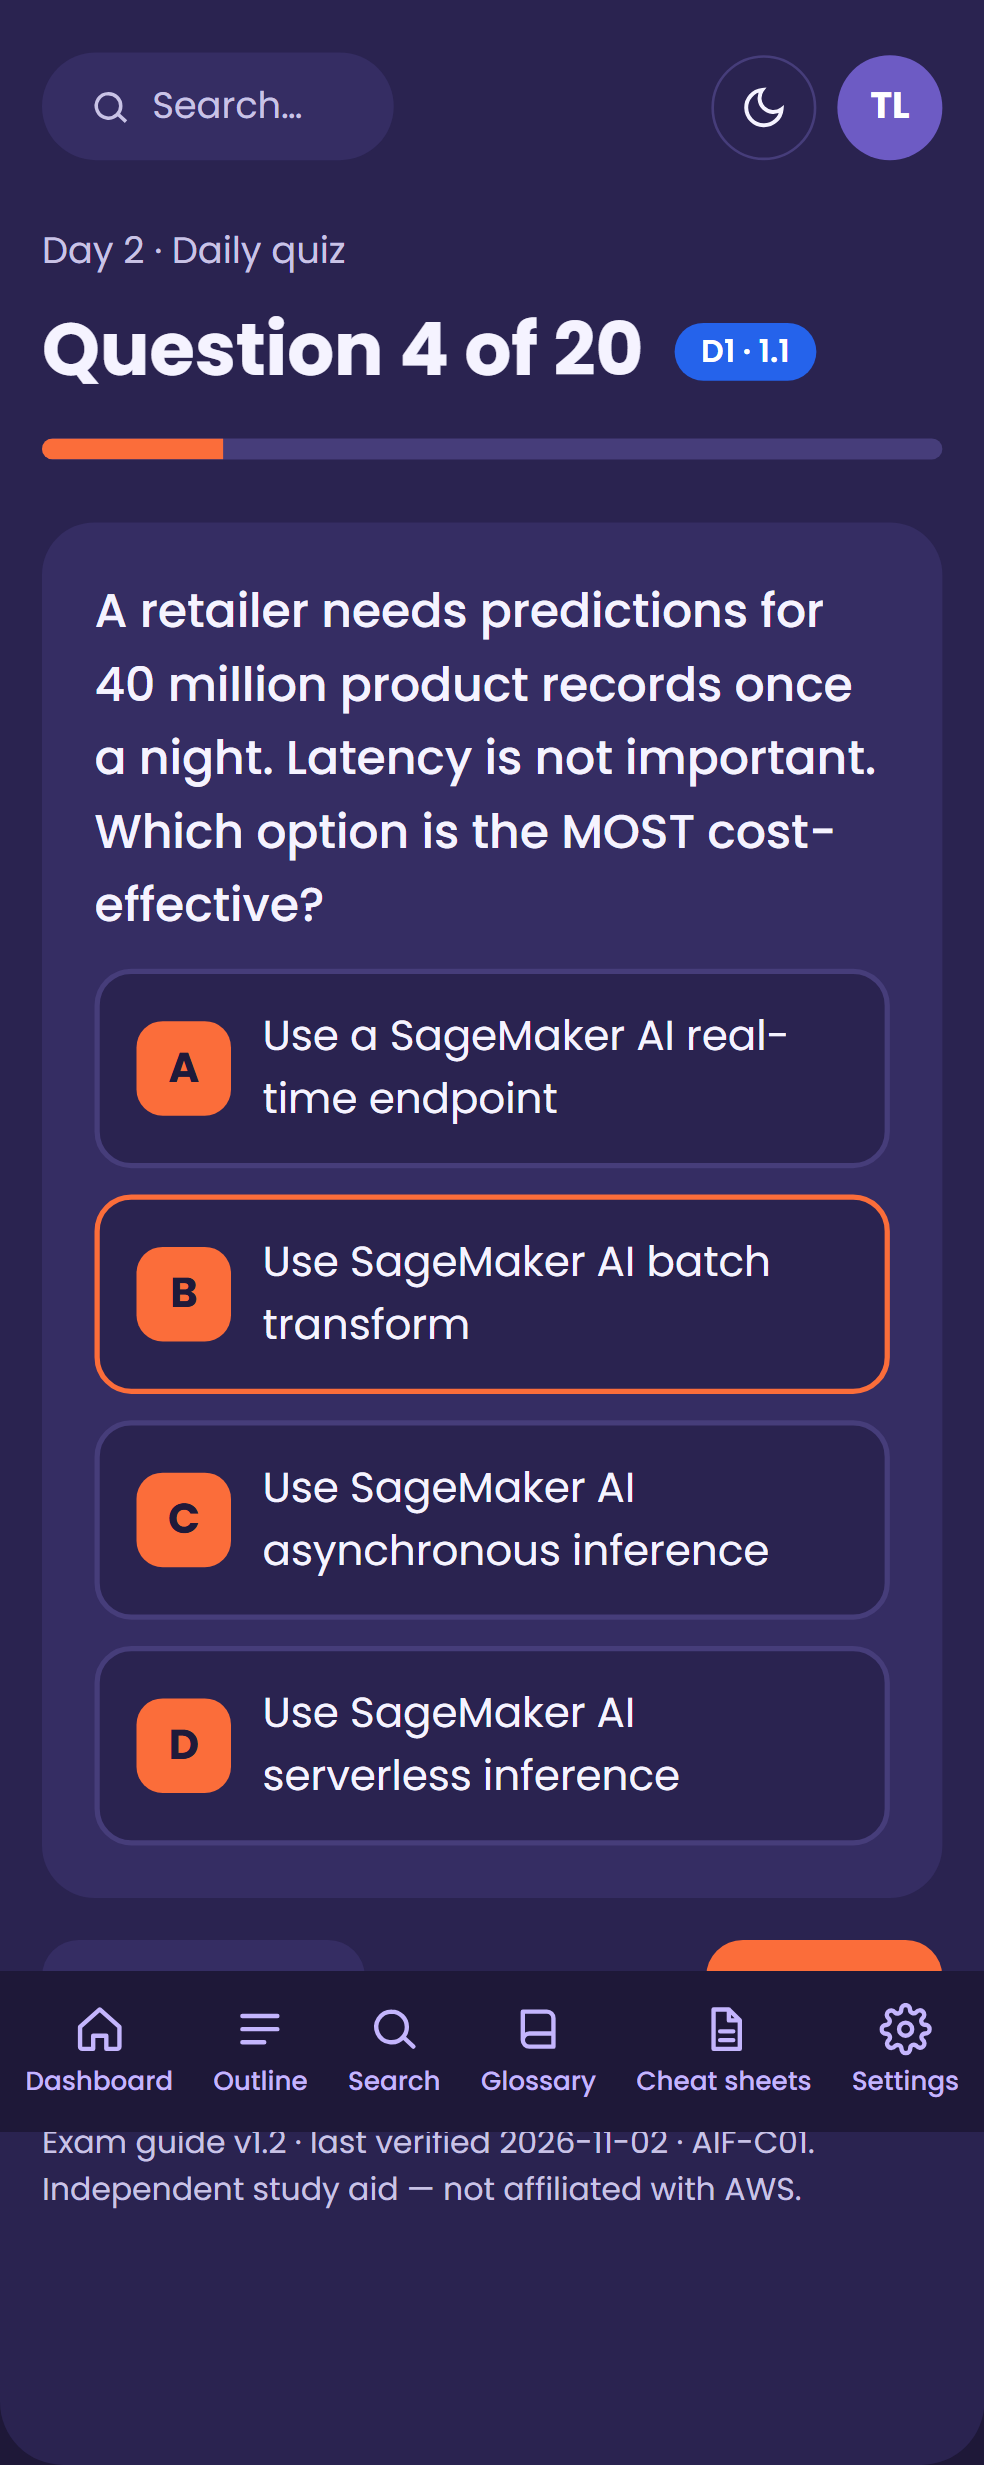 Search...
TL
Day 2 · Daily quiz
Question 4 of 20
D1 · 1.1
A retailer needs predictions for
40 million product records once
a night. Latency is not important.
Which option is the MOST cost-
effective?
A
Use a SageMaker AI real-
time endpoint
B
Use SageMaker AI batch
transform
C
Use SageMaker AI
asynchronous inference
D
Use SageMaker AI
serverless inference
Dashboard
Outline
Search
Glossary
Cheat sheets
Settings
Exam guide v1.2 · last verified 2026-11-02 · AIF-C01.
Independent study aid — not affiliated with AWS.